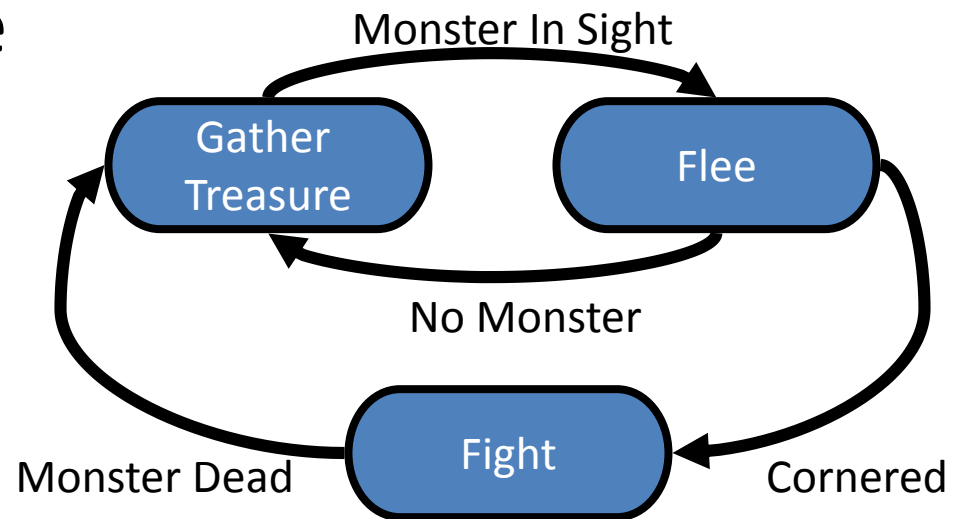 e
Monster In Sight
Gather
Treasure
Flee
No Monster
Fight
Monster Dead
Cornered